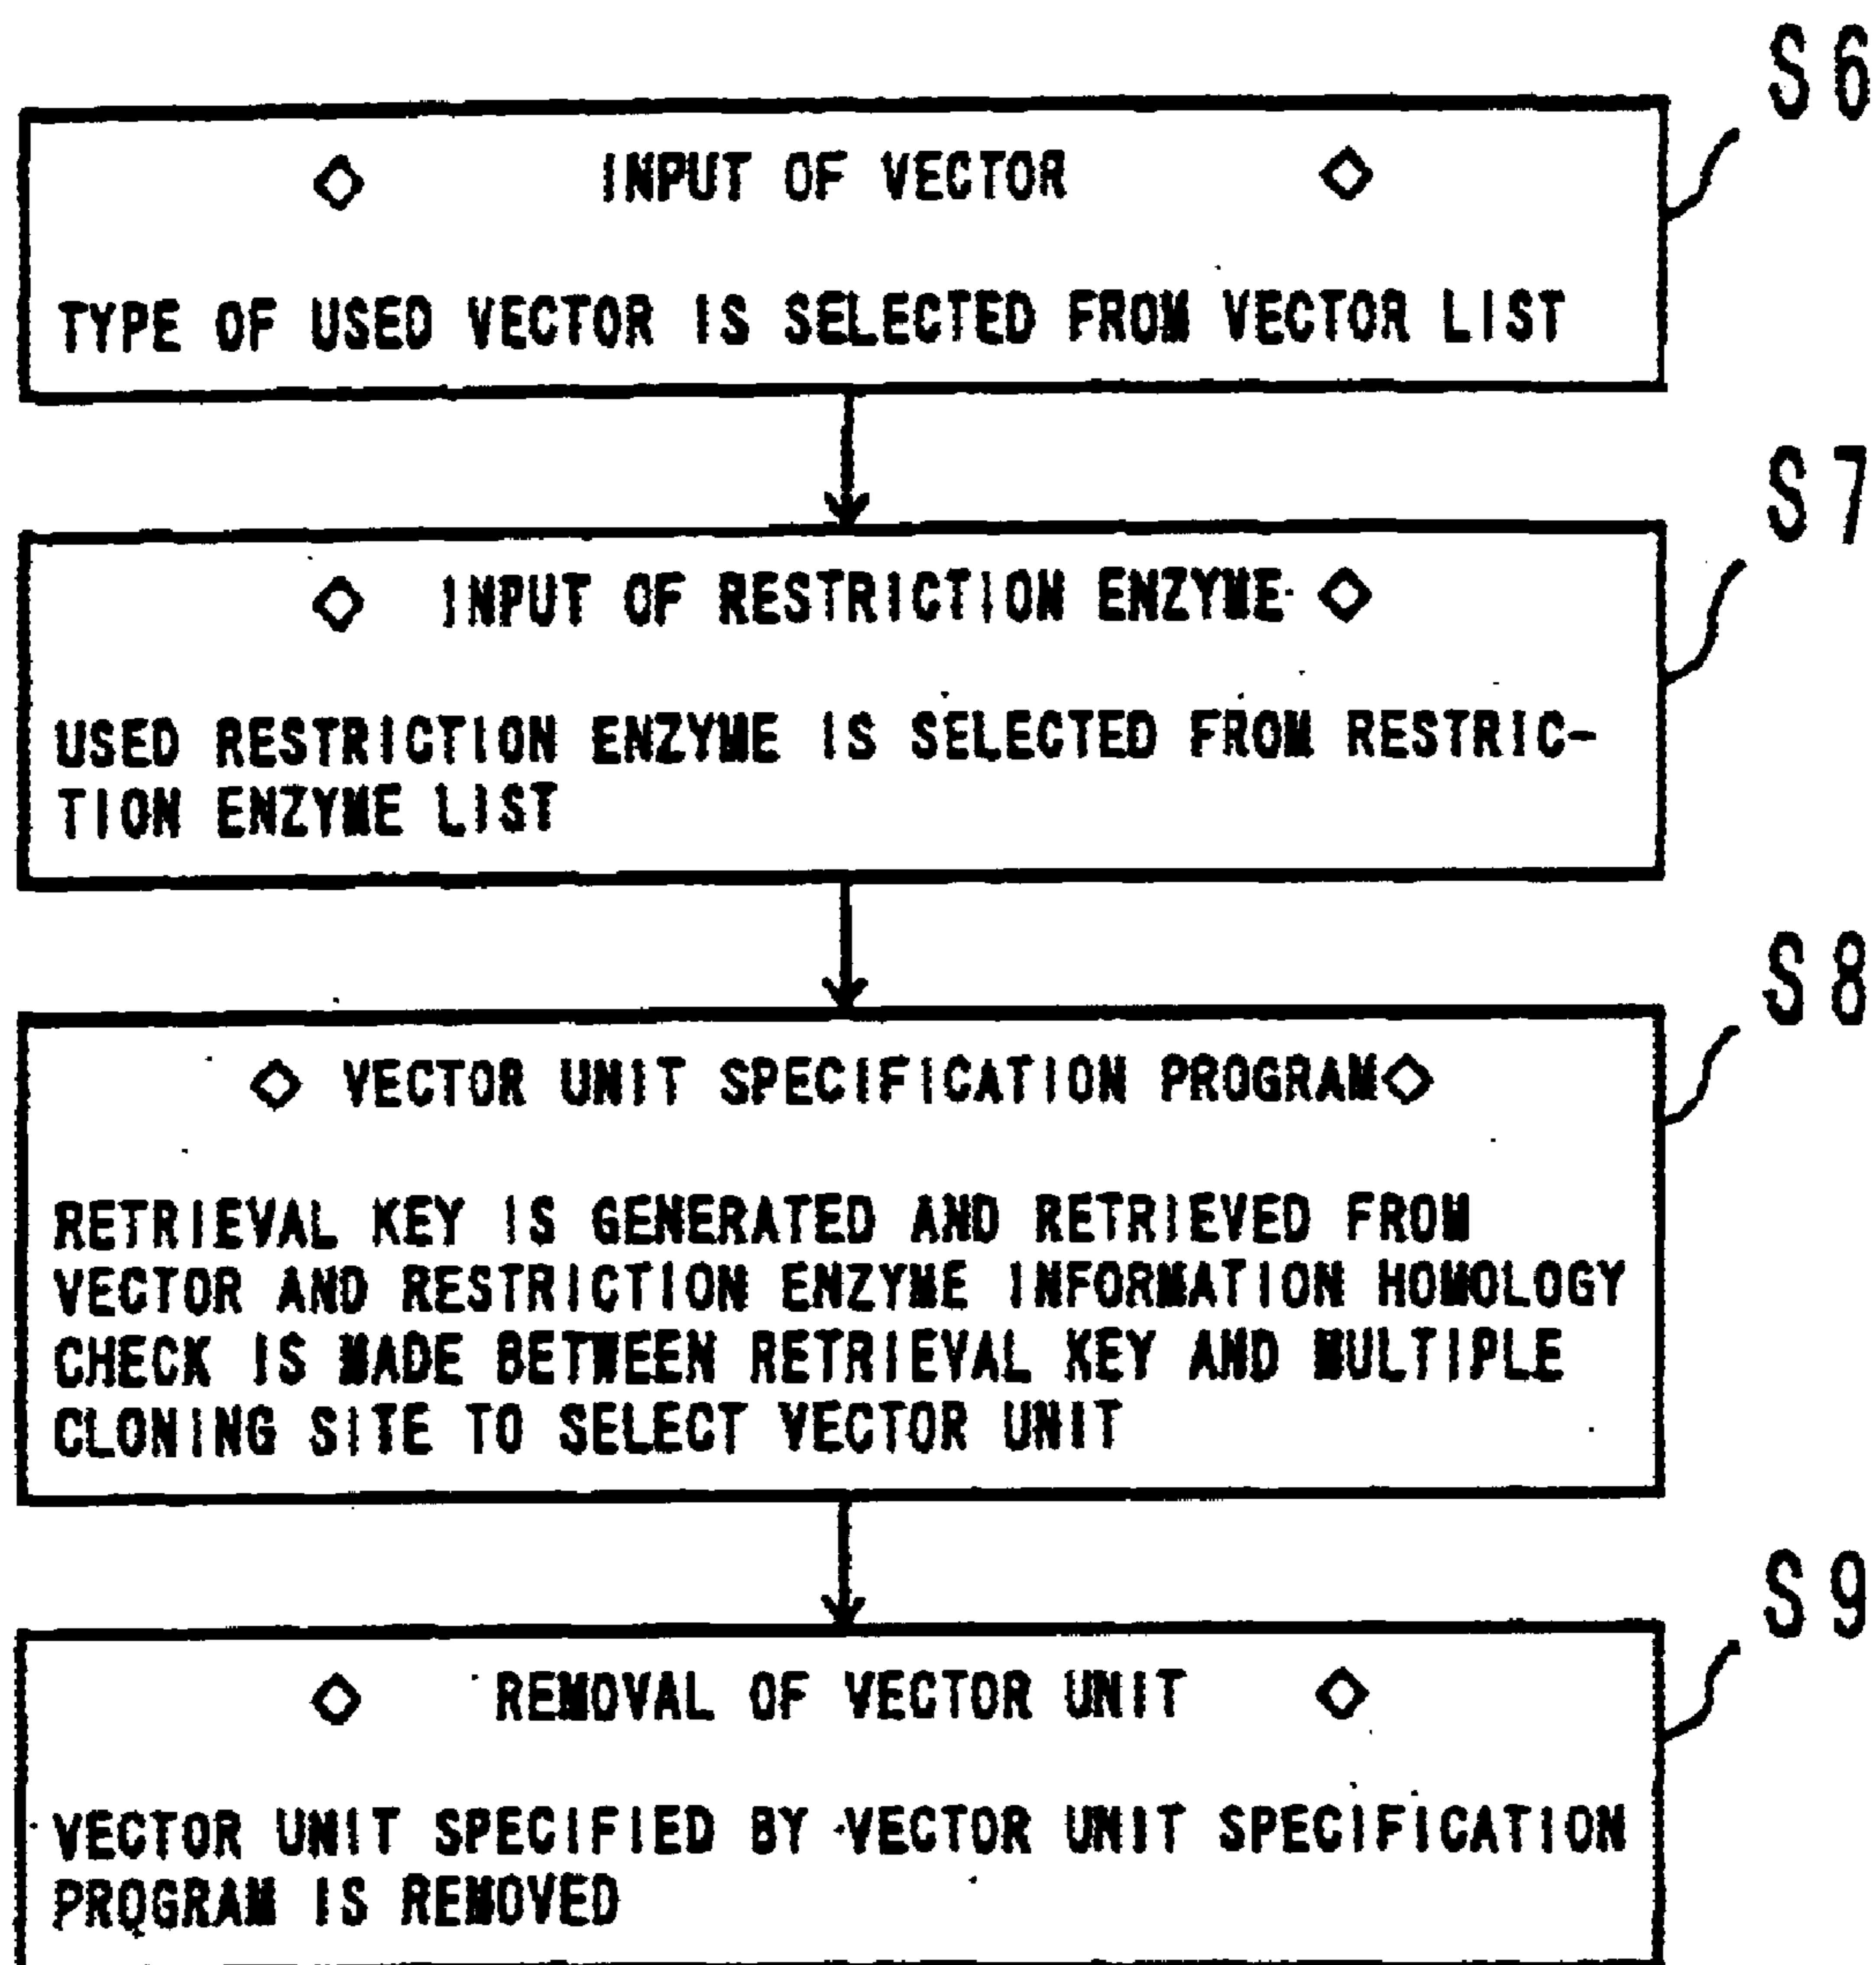 S6
◇ INPUT OF VECTOR ◇
TYPE OF USED VECTOR IS SELECTED FROM VECTOR LIST
S7
◇ INPUT OF RESTRICTION ENZYME ◇
USED RESTRICTION ENZYME IS SELECTED FROM RESTRIC-
TION ENZYME LIST
S8
◇ VECTOR UNIT SPECIFICATION PROGRAM ◇
RETRIEVAL KEY IS GENERATED AND RETRIEVED FROM
VECTOR AND RESTRICTION ENZYME INFORMATION HOMOLOGY
CHECK IS MADE BETWEEN RETRIEVAL KEY AND MULTIPLE
CLONING SITE TO SELECT VECTOR UNIT
S9
◇ REMOVAL OF VECTOR UNIT ◇
VECTOR UNIT SPECIFIED BY VECTOR UNIT SPECIFICATION
PROGRAM IS REMOVED